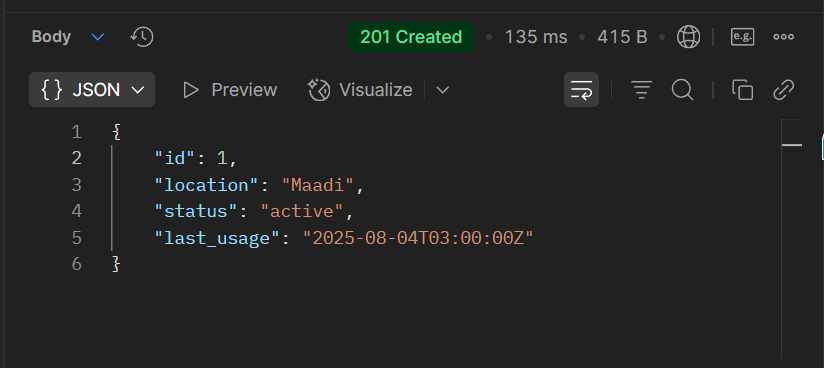 Body 201 Created • 135 ms • 415 B • e.g.
{} JSON Preview Visualize
1 {
2 "id": 1,
3 "location": "Maadi",
4 "status": "active",
5 "last_usage": "2025-08-04T03:00:00Z"
6 }